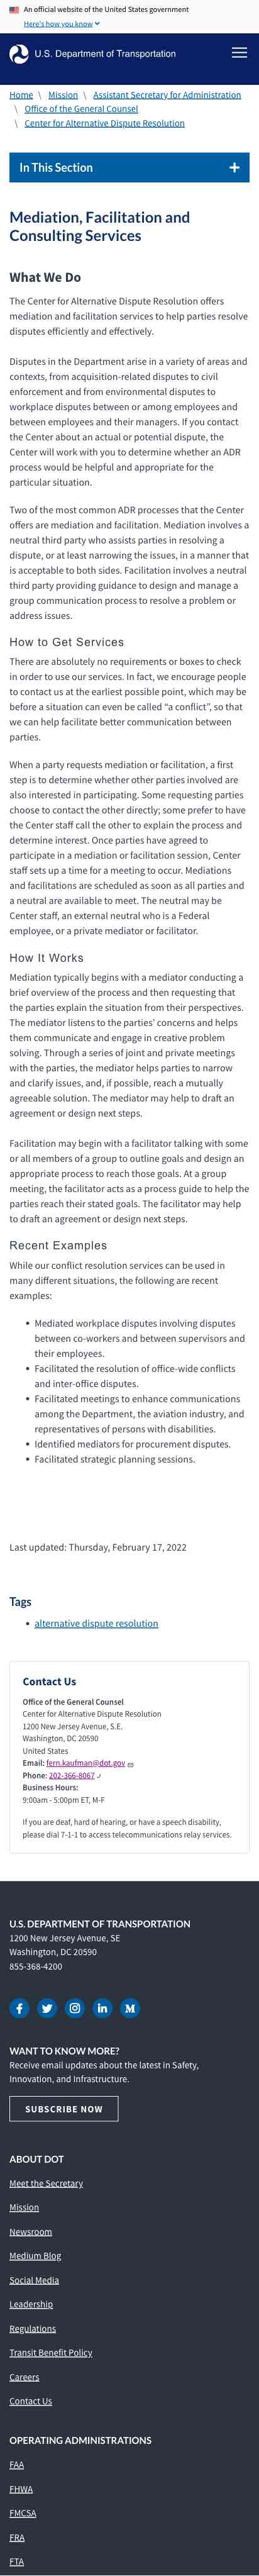 An official website of the United States government
Here's how you know
U.S. Department of Transportation
Home \ Mission \ Assistant Secretary for Administration
\ Office of the General Counsel
\ Center for Alternative Dispute Resolution
In This Section
Mediation, Facilitation and
Consulting Services
What We Do
The Center for Alternative Dispute Resolution offers
mediation and facilitation services to help parties resolve
disputes efficiently and effectively.
Disputes in the Department arise in a variety of areas and
contexts, from acquisition-related disputes to civil
enforcement and from environmental disputes to
workplace disputes between or among employees and
between employees and their managers. If you contact
the Center about an actual or potential dispute, the
Center will work with you to determine whether an ADR
process would be helpful and appropriate for the
particular situation.
Two of the most common ADR processes that the Center
offers are mediation and facilitation. Mediation involves a
neutral third party who assists parties in resolving a
dispute, or at least narrowing the issues, in a manner that
is acceptable to both sides. Facilitation involves a neutral
third party providing guidance to design and manage a
group communication process to resolve a problem or
address issues.
How to Get Services
There are absolutely no requirements or boxes to check
in order to use our services. In fact, we encourage people
to contact us at the earliest possible point, which may be
before a situation can even be called “a conflict”, so that
we can help facilitate better communication between
parties.
When a party requests mediation or facilitation, a first
step is to determine whether other parties involved are
also interested in participating. Some requesting parties
choose to contact the other directly; some prefer to have
the Center staff call the other to explain the process and
determine interest. Once parties have agreed to
participate in a mediation or facilitation session, Center
staff sets up a time for a meeting to occur. Mediations
and facilitations are scheduled as soon as all parties and
a neutral are available to meet. The neutral may be
Center staff, an external neutral who is a Federal
employee, or a private mediator or facilitator.
How It Works
Mediation typically begins with a mediator conducting a
brief overview of the process and then requesting that
the parties explain the situation from their perspectives.
The mediator listens to the parties’ concerns and helps
them communicate and engage in creative problem
solving. Through a series of joint and private meetings
with the parties, the mediator helps parties to narrow
and clarify issues, and, if possible, reach a mutually
agreeable solution. The mediator may help to draft an
agreement or design next steps.
Facilitation may begin with a facilitator talking with some
or all members of a group to outline goals and design an
appropriate process to reach those goals. At a group
meeting, the facilitator acts as a process guide to help the
parties reach their stated goals. The facilitator may help
to draft an agreement or design next steps.
Recent Examples
While our conflict resolution services can be used in
many different situations, the following are recent
examples:
• Mediated workplace disputes involving disputes
between co-workers and between supervisors and
their employees.
• Facilitated the resolution of office-wide conflicts
and inter-office disputes.
• Facilitated meetings to enhance communications
among the Department, the aviation industry, and
representatives of persons with disabilities.
• Identified mediators for procurement disputes.
• Facilitated strategic planning sessions.
Last updated: Thursday, February 17, 2022
Tags
• alternative dispute resolution
Contact Us
Office of the General Counsel
Center for Alternative Dispute Resolution
1200 New Jersey Avenue, S.E.
Washington, DC 20590
United States
Email: fern.kaufman@dot.gov
Phone: 202-366-8067
Business Hours:
9:00am - 5:00pm ET, M-F
If you are deaf, hard of hearing, or have a speech disability,
please dial 7-1-1 to access telecommunications relay services.
U.S. DEPARTMENT OF TRANSPORTATION
1200 New Jersey Avenue, SE
Washington, DC 20590
855-368-4200
WANT TO KNOW MORE?
Receive email updates about the latest in Safety,
Innovation, and Infrastructure.
SUBSCRIBE NOW
ABOUT DOT
Meet the Secretary
Mission
Newsroom
Medium Blog
Social Media
Leadership
Regulations
Transit Benefit Policy
Careers
Contact Us
OPERATING ADMINISTRATIONS
FAA
FHWA
FMCSA
FRA
FTA